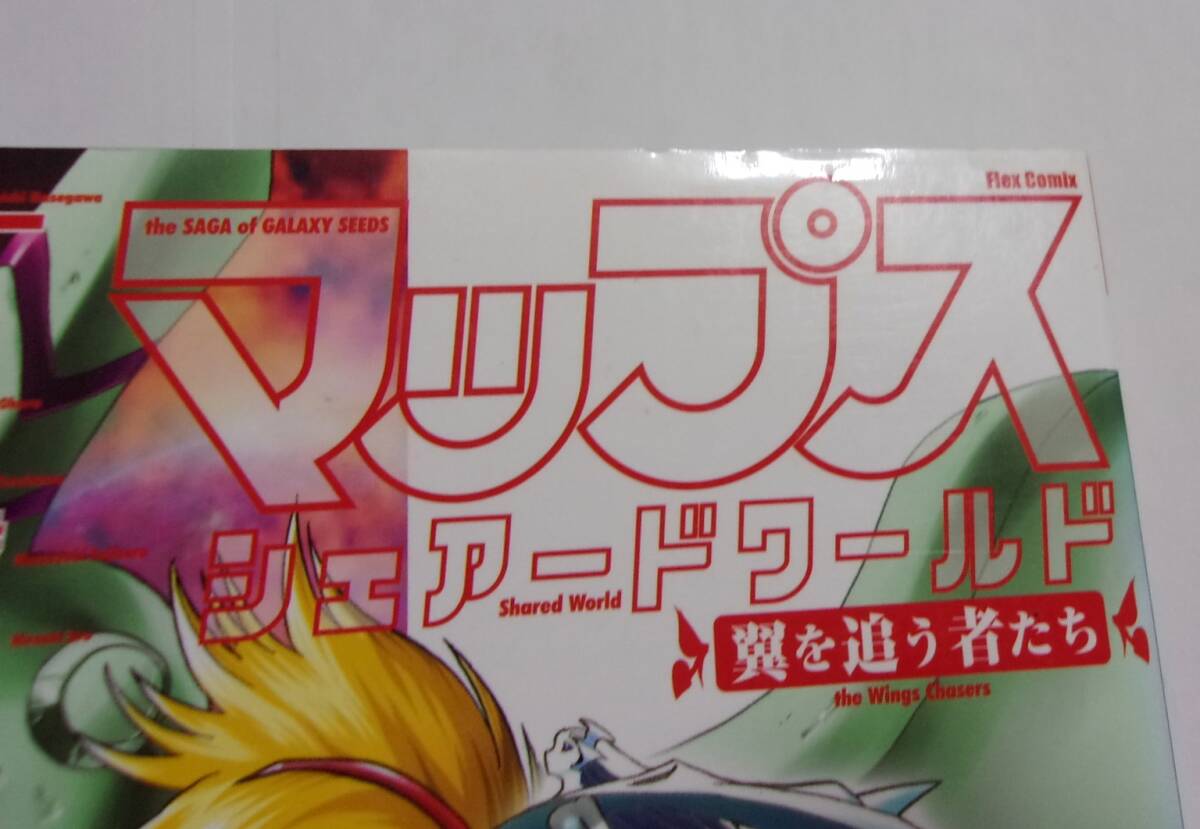 Flex Comix
the SAGA of GALAXY SEEDS
マップス
シェアードワールド
Shared World
翼を追う者たち
the Wings Chasers